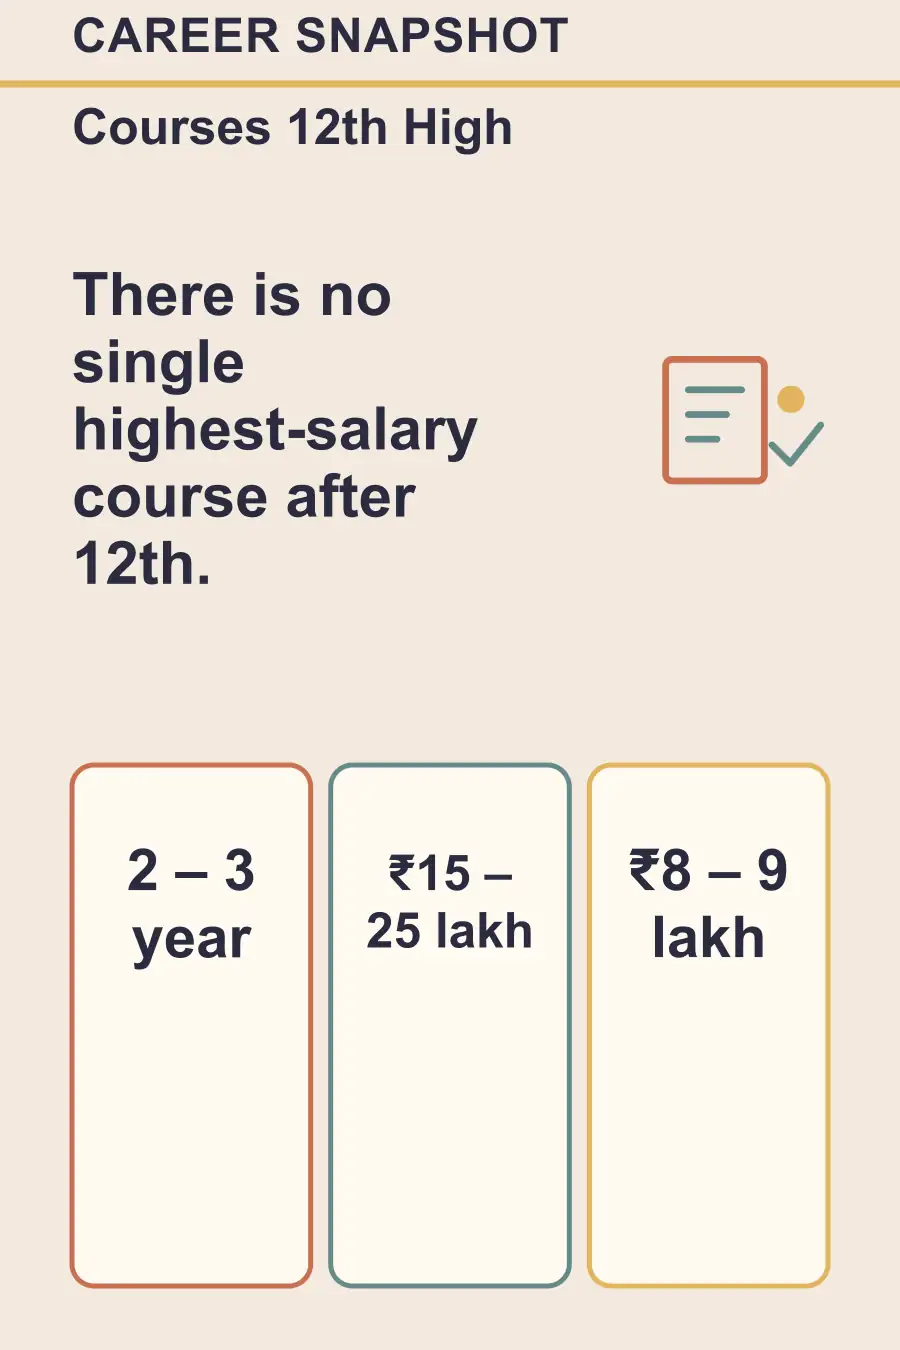 CAREER SNAPSHOT
Courses 12th High
There is no
single
highest-salary
course after
12th.
2 – 3
year
₹15 –
25 lakh
₹8 – 9
lakh